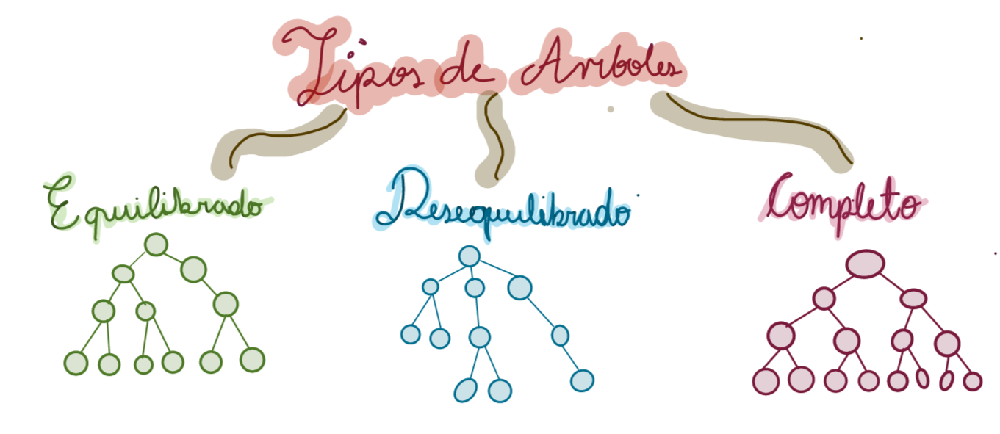 Tipos de Arboles
Equilibrado
Desequilibrado
Completo